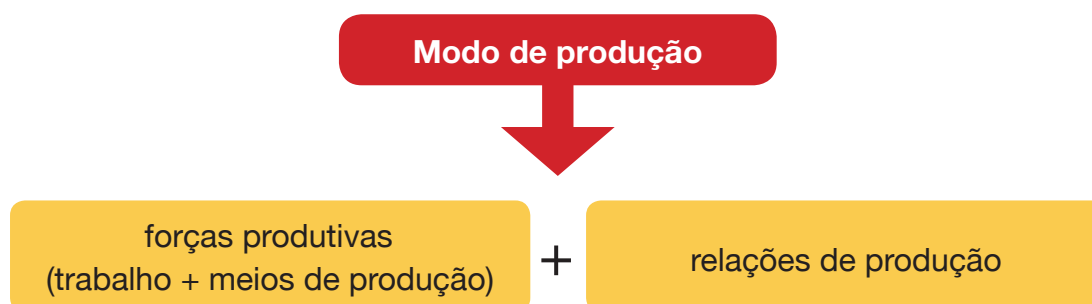 Modo de produção
forças produtivas
(trabalho + meios de produção)
+
relações de produção